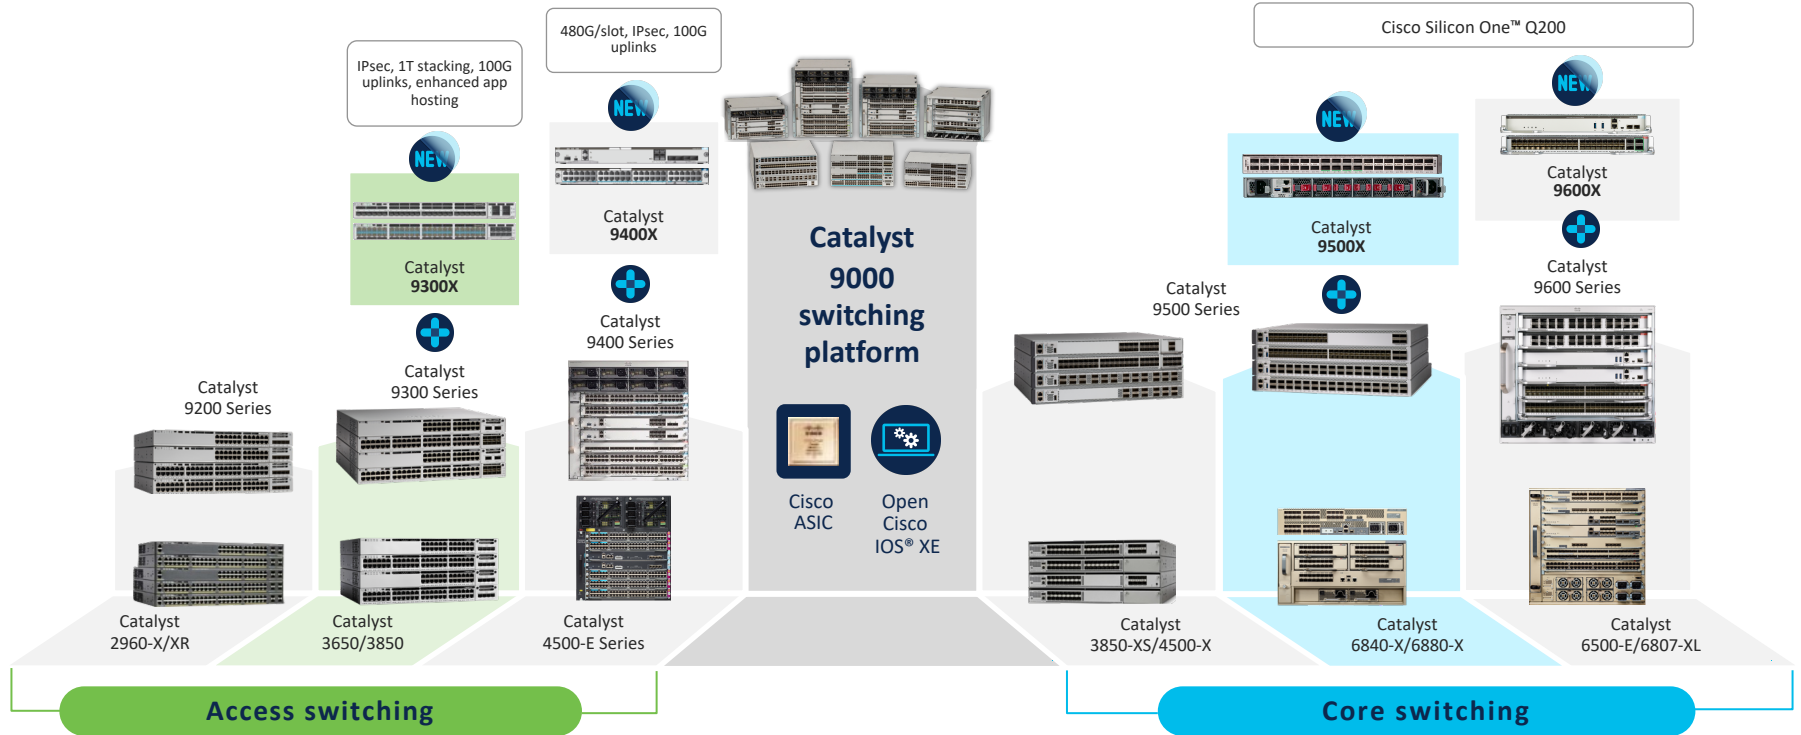 480G/slot, IPsec, 100G
uplinks
Cisco Silicon One™ Q200
IPsec, 1T stacking, 100G
uplinks, enhanced app
hosting
NEW
NEW
NEW
NEW
Catalyst
9300X
Catalyst
9400X
Catalyst
9500X
Catalyst
9600X
Catalyst
9200 Series
Catalyst
9300 Series
Catalyst
9400 Series
Catalyst
9000
switching
platform
Cisco
ASIC
Open
Cisco
IOS® XE
Catalyst
9500 Series
Catalyst
9600 Series
Catalyst
2960-X/XR
Catalyst
3650/3850
Catalyst
4500-E Series
Catalyst
3850-XS/4500-X
Catalyst
6840-X/6880-X
Catalyst
6500-E/6807-XL
Access switching
Core switching